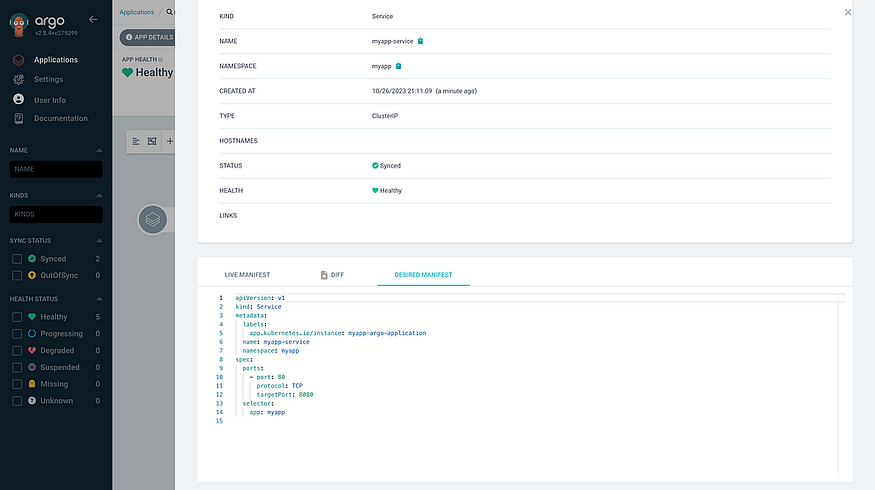 argo
v2.8.4+c279299
Applications
Settings
User Info
Documentation
NAME
NAME
KINDS
KINDS
SYNC STATUS
Synced 2
OutOfSync 0
HEALTH STATUS
Healthy 5
Progressing 0
Degraded 0
Suspended 0
Missing 0
Unknown 0
Applications
APP DETAILS
APP HEALTH
Healthy
KIND Service
NAME myapp-service
NAMESPACE myapp
CREATED AT 10/26/2023 21:11:09 (a minute ago)
TYPE ClusterIP
HOSTNAMES
STATUS Synced
HEALTH Healthy
LINKS
LIVE MANIFEST DIFF DESIRED MANIFEST
1 apiVersion: v1
2 kind: Service
3 metadata:
4 labels:
5 app.kubernetes.io/instance: myapp-argo-application
6 name: myapp-service
7 namespace: myapp
8 spec:
9 ports:
10 - port: 80
11 protocol: TCP
12 targetPort: 8080
13 selector:
14 app: myapp
15